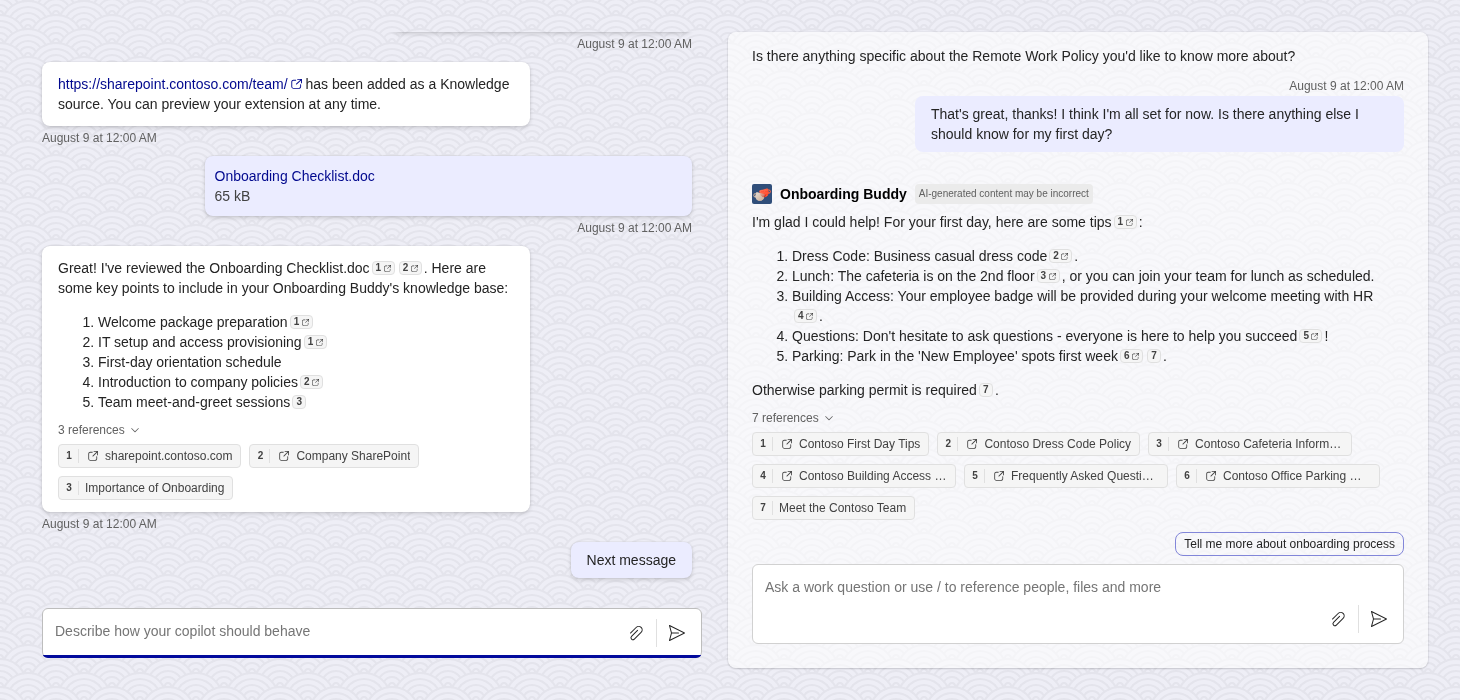 August 9 at 12:00 AM
https://sharepoint.contoso.com/team/ has been added as a Knowledge
source. You can preview your extension at any time.
August 9 at 12:00 AM
Onboarding Checklist.doc
65 kB
August 9 at 12:00 AM
Great! I've reviewed the Onboarding Checklist.doc 1 2 . Here are
some key points to include in your Onboarding Buddy's knowledge base:
1. Welcome package preparation 1
2. IT setup and access provisioning 1
3. First-day orientation schedule
4. Introduction to company policies 2
5. Team meet-and-greet sessions 3
3 references
1 sharepoint.contoso.com 2 Company SharePoint
3 Importance of Onboarding
August 9 at 12:00 AM
Next message
Describe how your copilot should behave
Is there anything specific about the Remote Work Policy you'd like to know more about?
August 9 at 12:00 AM
That's great, thanks! I think I'm all set for now. Is there anything else I
should know for my first day?
Onboarding Buddy AI-generated content may be incorrect
I'm glad I could help! For your first day, here are some tips 1 :
1. Dress Code: Business casual dress code 2 .
2. Lunch: The cafeteria is on the 2nd floor 3 , or you can join your team for lunch as scheduled.
3. Building Access: Your employee badge will be provided during your welcome meeting with HR
4 .
4. Questions: Don't hesitate to ask questions - everyone is here to help you succeed 5 !
5. Parking: Park in the 'New Employee' spots first week 6 7 .
Otherwise parking permit is required 7 .
7 references
1 Contoso First Day Tips 2 Contoso Dress Code Policy 3 Contoso Cafeteria Inform…
4 Contoso Building Access … 5 Frequently Asked Questi… 6 Contoso Office Parking …
7 Meet the Contoso Team
Tell me more about onboarding process
Ask a work question or use / to reference people, files and more